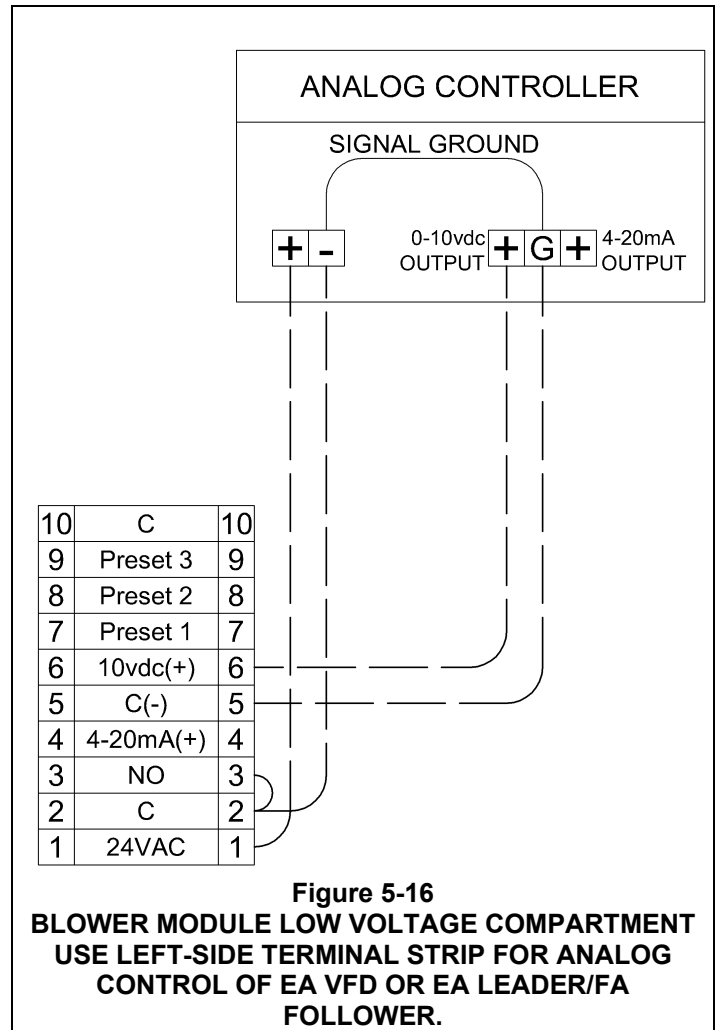 ANALOG CONTROLLER
SIGNAL GROUND
+ -
0-10vdc OUTPUT + G + 4-20mA OUTPUT
10 C 10
9 Preset 3 9
8 Preset 2 8
7 Preset 1 7
6 10vdc(+) 6
5 C(-) 5
4 4-20mA(+) 4
3 NO 3
2 C 2
1 24VAC 1
Figure 5-16
BLOWER MODULE LOW VOLTAGE COMPARTMENT
USE LEFT-SIDE TERMINAL STRIP FOR ANALOG
CONTROL OF EA VFD OR EA LEADER/FA
FOLLOWER.